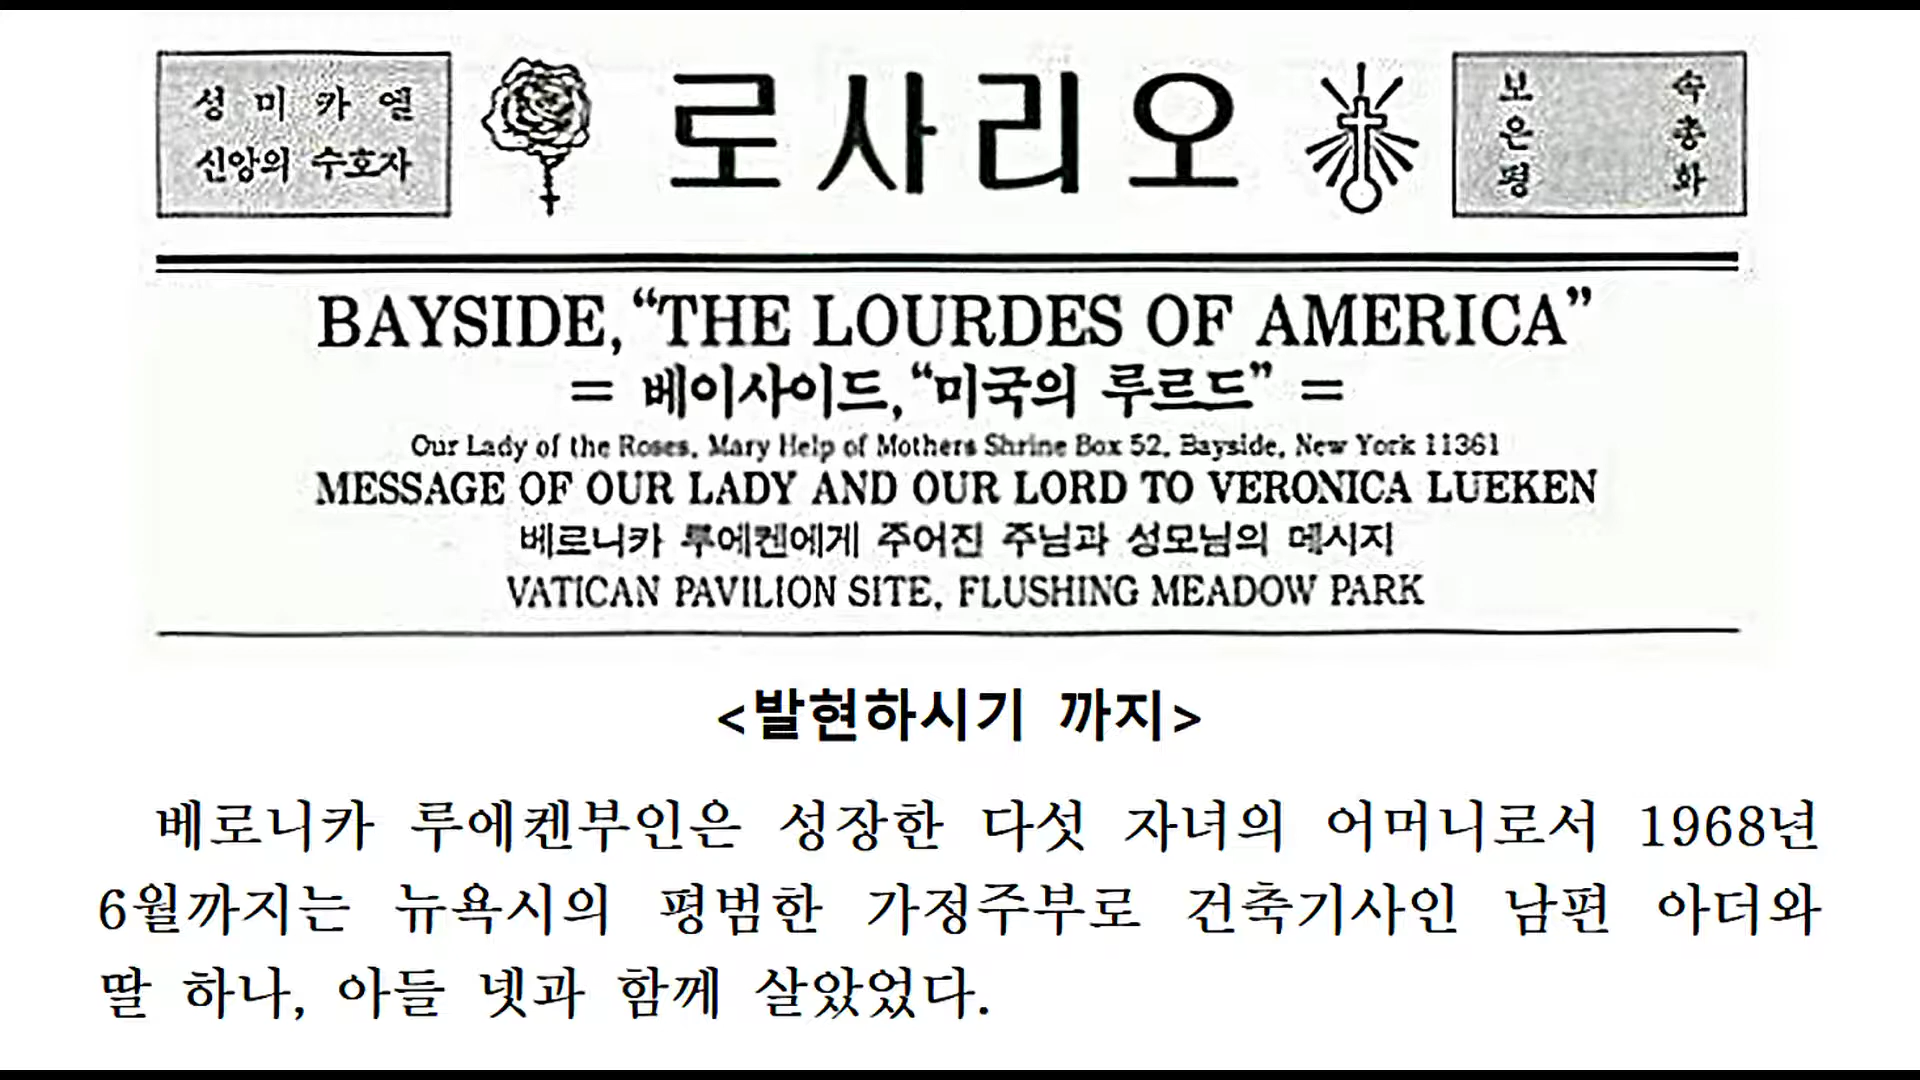 성 미 카 엘
신앙의 수호자
로사리오
보 속
은 총
평 화
BAYSIDE, “THE LOURDES OF AMERICA”
= 베이사이드, “미국의 루르드” =
Our Lady of the Roses, Mary Help of Mothers Shrine Box 52, Bayside, New York 11361
MESSAGE OF OUR LADY AND OUR LORD TO VERONICA LUEKEN
베르니카 루에켄에게 주어진 주님과 성모님의 메시지
VATICAN PAVILION SITE, FLUSHING MEADOW PARK
<발현하시기 까지>
베로니카 루에켄부인은 성장한 다섯 자녀의 어머니로서 1968년
6월까지는 뉴욕시의 평범한 가정주부로 건축기사인 남편 아더와
딸 하나, 아들 넷과 함께 살았었다.